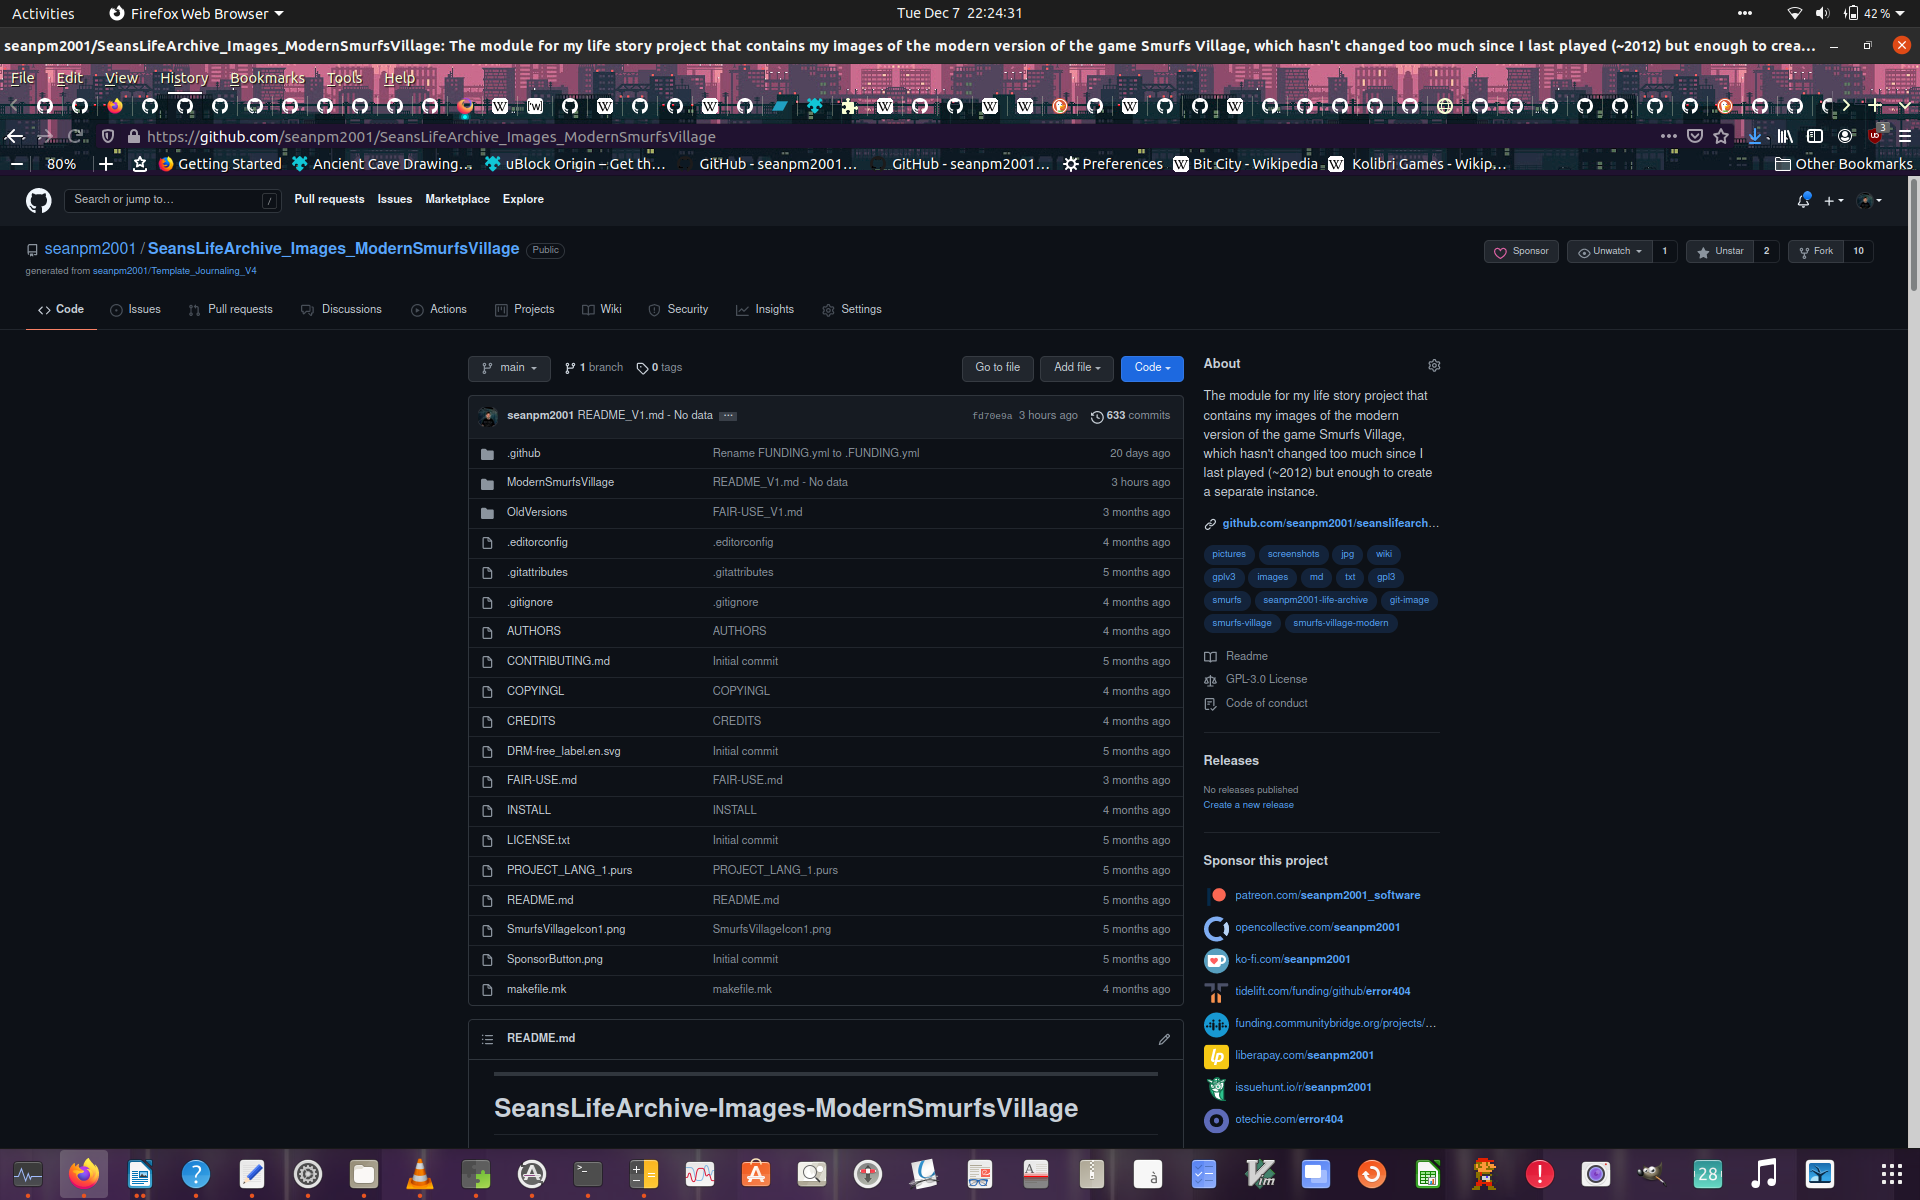 Activities Firefox Web Browser Tue Dec 7 22:24:31 42 %
seanpm2001/SeansLifeArchive_Images_ModernSmurfsVillage: The module for my life story project that contains my images of the modern version of the game Smurfs Village, which hasn't changed too much since I last played (~2012) but enough to crea...
File Edit View History Bookmarks Tools Help
https://github.com/seanpm2001/SeansLifeArchive_Images_ModernSmurfsVillage 3
80% Getting Started Ancient Cave Drawing... uBlock Origin – Get th... GitHub - seanpm2001... GitHub - seanpm2001... Preferences Bit City - Wikipedia Kolibri Games - Wikip... Other Bookmarks
Search or jump to... / Pull requests Issues Marketplace Explore
seanpm2001 / SeansLifeArchive_Images_ModernSmurfsVillage Public
Sponsor Unwatch 1 Unstar 2 Fork 10
generated from seanpm2001/Template_Journaling_V4
Code Issues Pull requests Discussions Actions Projects Wiki Security Insights Settings
main 1 branch 0 tags Go to file Add file Code
seanpm2001 README_V1.md - No data ... fd70e9a 3 hours ago 633 commits
.github Rename FUNDING.yml to .FUNDING.yml 20 days ago
ModernSmurfsVillage README_V1.md - No data 3 hours ago
OldVersions FAIR-USE_V1.md 3 months ago
.editorconfig .editorconfig 4 months ago
.gitattributes .gitattributes 5 months ago
.gitignore .gitignore 4 months ago
AUTHORS AUTHORS 4 months ago
CONTRIBUTING.md Initial commit 5 months ago
COPYINGL COPYINGL 4 months ago
CREDITS CREDITS 4 months ago
DRM-free_label.en.svg Initial commit 5 months ago
FAIR-USE.md FAIR-USE.md 3 months ago
INSTALL INSTALL 4 months ago
LICENSE.txt Initial commit 5 months ago
PROJECT_LANG_1.purs PROJECT_LANG_1.purs 5 months ago
README.md README.md 5 months ago
SmurfsVillageIcon1.png SmurfsVillageIcon1.png 5 months ago
SponsorButton.png Initial commit 5 months ago
makefile.mk makefile.mk 4 months ago
README.md
SeansLifeArchive-Images-ModernSmurfsVillage
About
The module for my life story project that
contains my images of the modern
version of the game Smurfs Village,
which hasn't changed too much since I
last played (~2012) but enough to create
a separate instance.
github.com/seanpm2001/seanslifearch...
pictures screenshots jpg wiki
gplv3 images md txt gpl3
smurfs seanpm2001-life-archive git-image
smurfs-village smurfs-village-modern
Readme
GPL-3.0 License
Code of conduct
Releases
No releases published
Create a new release
Sponsor this project
patreon.com/seanpm2001_software
opencollective.com/seanpm2001
ko-fi.com/seanpm2001
tidelift.com/funding/github/error404
funding.communitybridge.org/projects/...
liberapay.com/seanpm2001
issuehunt.io/r/seanpm2001
otechie.com/error404
28